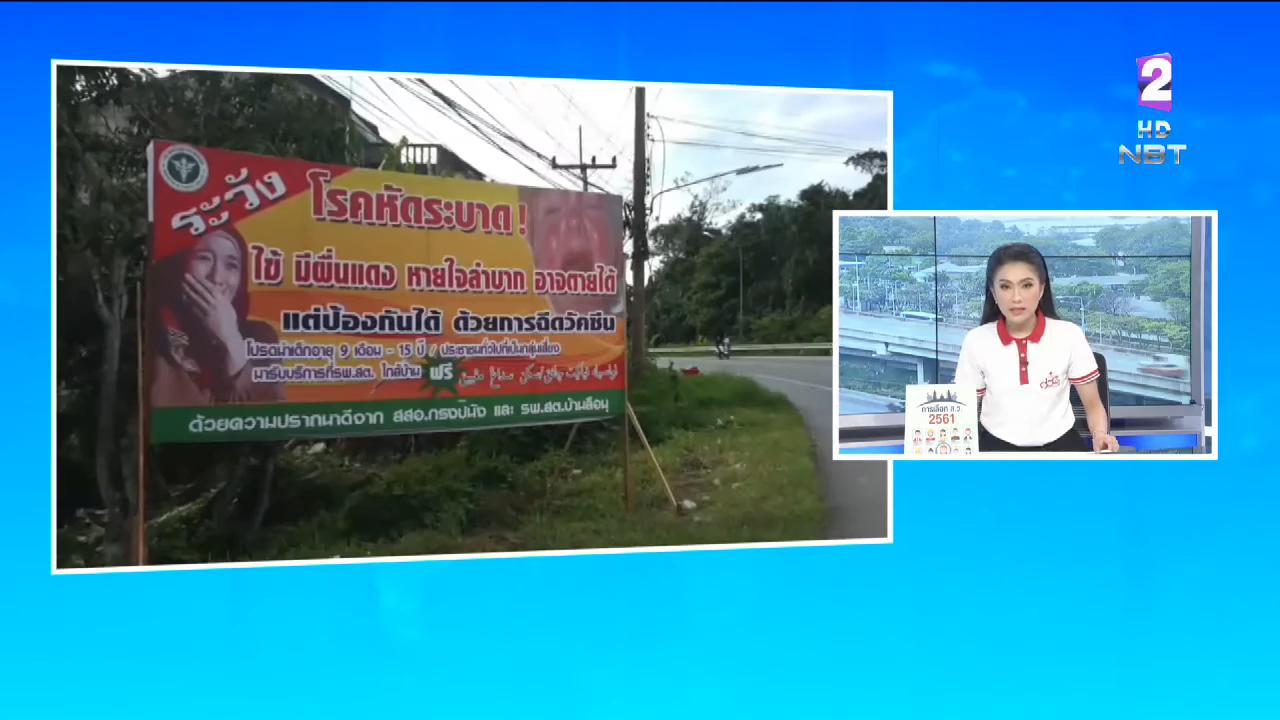 ระวัง
โรคหัดระบาด!
ไข้ มีผื่นแดง หายใจลำบาก อาจตายได้
แต่ป้องกันได้ ด้วยการฉีดวัคซีน
โปรดนำเด็กอายุ 9 เดือน - 15 ปี / ประชาชนทั่วไปที่เป็นกลุ่มเสี่ยง
มารับบริการที่รพ.สต. ใกล้บ้าน ฟรี
ด้วยความปรารถนาดีจาก สสอ.กรงปินัง และ รพ.สต.บ้านลือมุ
2
HD
NBT
การเลือก ส.ว.
2561